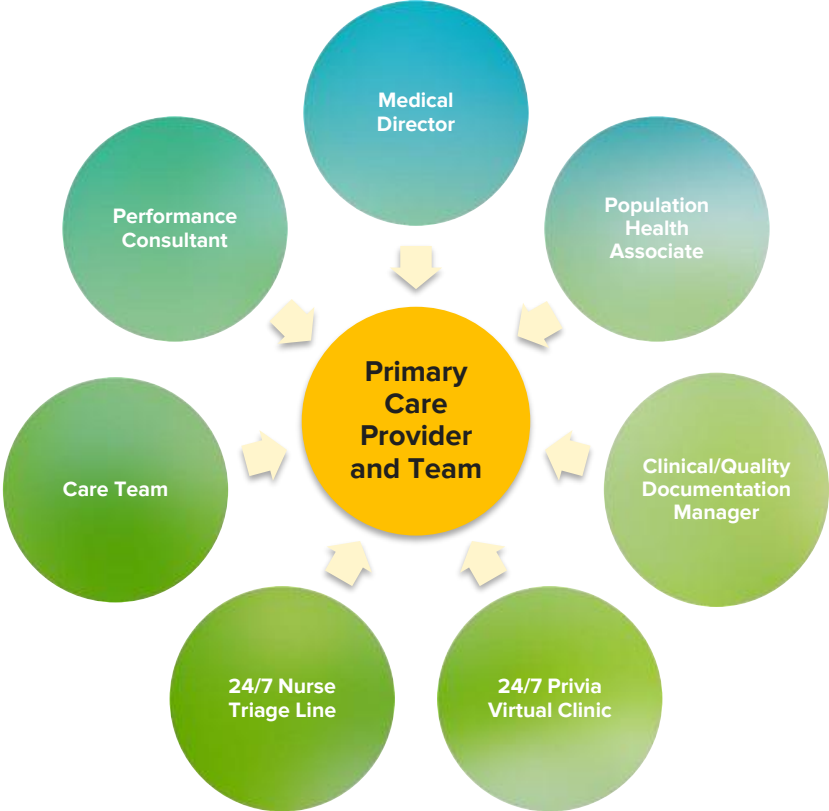 Medical
Director
Performance
Consultant
Population
Health
Associate
Primary
Care
Provider
and Team
Care Team
Clinical/Quality
Documentation
Manager
24/7 Nurse
Triage Line
24/7 Privia
Virtual Clinic